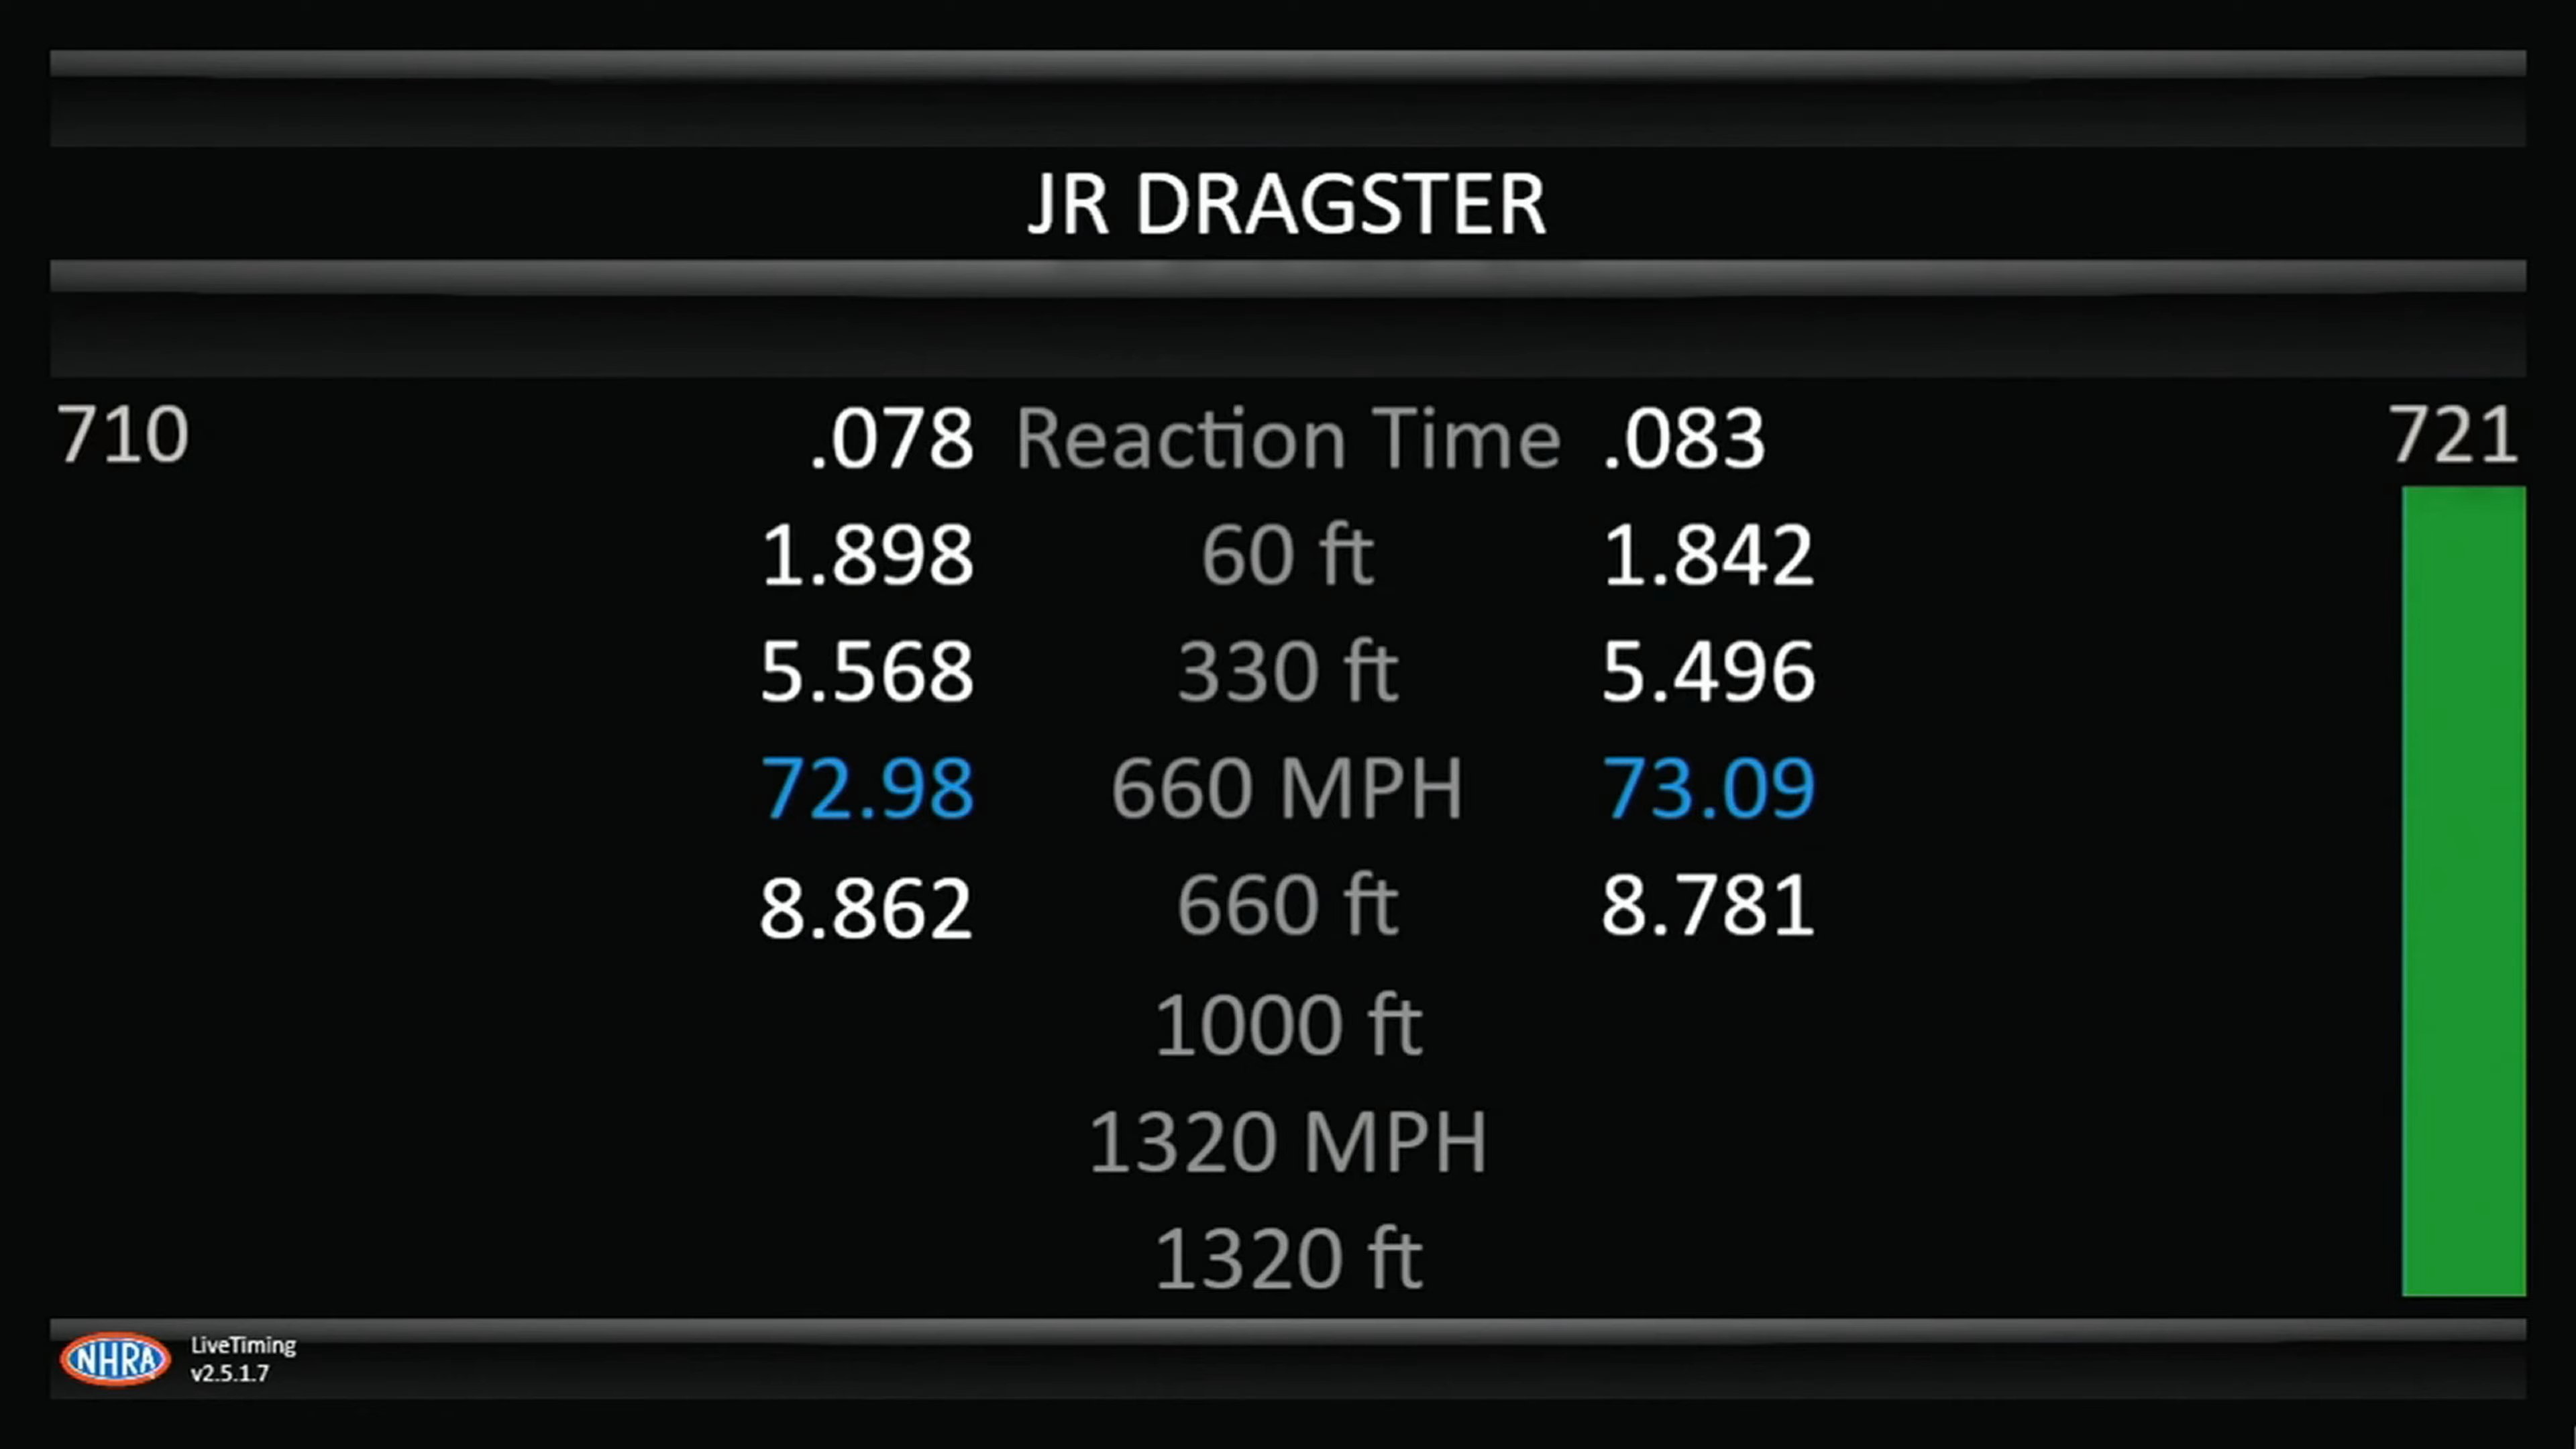 JR DRAGSTER
710 .078 Reaction Time .083 721
1.898 60 ft 1.842
5.568 330 ft 5.496
72.98 660 MPH 73.09
8.862 660 ft 8.781
1000 ft
1320 MPH
1320 ft
NHRA LiveTiming
v2.5.1.7